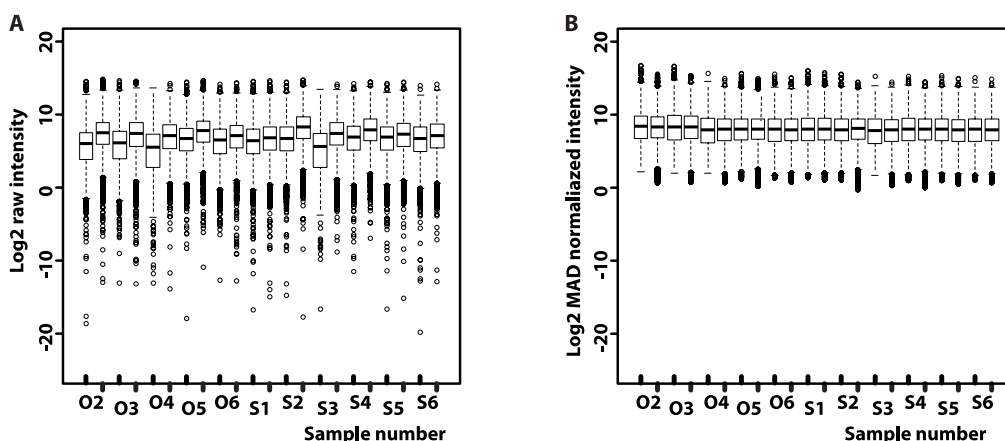 A
Log2 raw intensity
20
10
0
-10
-20
O2 O3 O4 O5 O6 S1 S2 S3 S4 S5 S6
Sample number
B
Log2 MAD normaliazed intensity
20
10
0
-10
-20
O2 O3 O4 O5 O6 S1 S2 S3 S4 S5 S6
Sample number